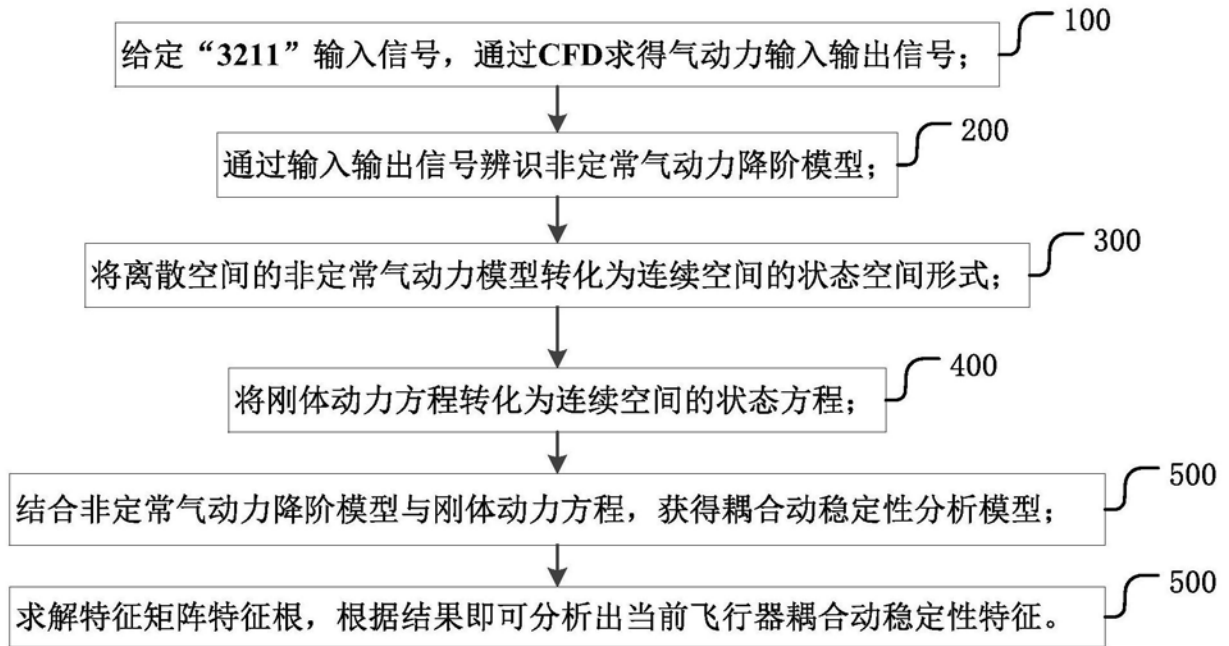 给定“3211”输入信号，通过CFD求得气动力输入输出信号；
100
通过输入输出信号辨识非定常气动力降阶模型；
200
将离散空间的非定常气动力模型转化为连续空间的状态空间形式；
300
将刚体动力方程转化为连续空间的状态方程；
400
结合非定常气动力降阶模型与刚体动力方程，获得耦合动稳定性分析模型；
500
求解特征矩阵特征根，根据结果即可分析出当前飞行器耦合动稳定性特征。
500